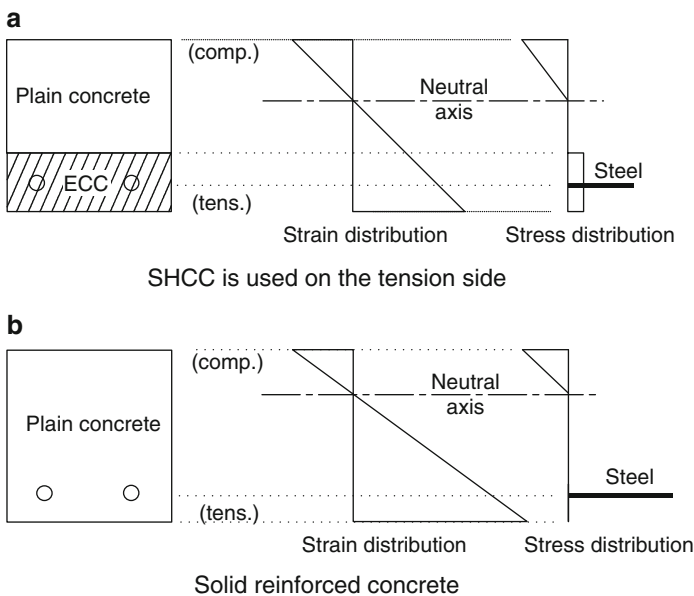 a
(comp.)
Plain concrete
Neutral
axis
ECC
Steel
(tens.)
Strain distribution
Stress distribution
SHCC is used on the tension side
b
(comp.)
Neutral
axis
Plain concrete
Steel
(tens.)
Strain distribution
Stress distribution
Solid reinforced concrete